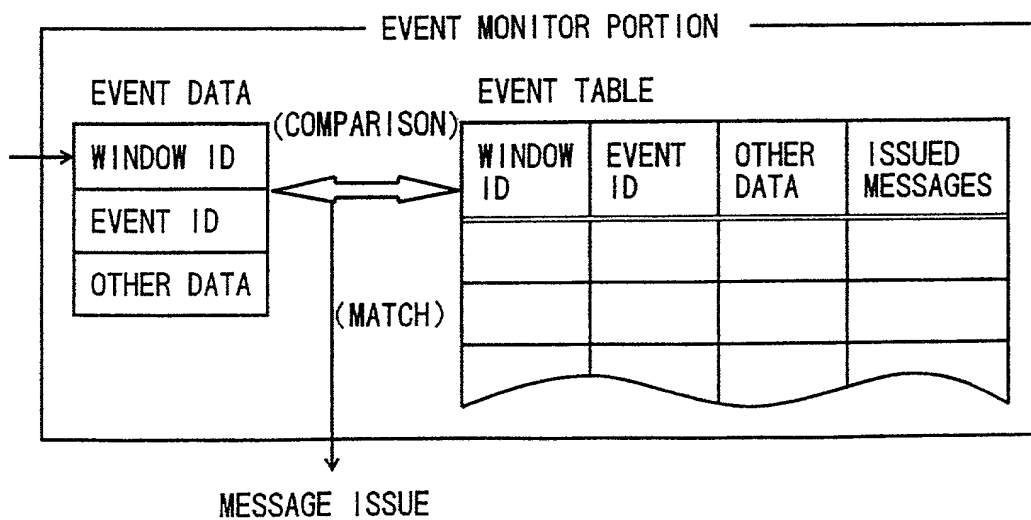 EVENT MONITOR PORTION
EVENT DATA
(COMPARISON)
EVENT TABLE
WINDOW ID
EVENT ID
OTHER DATA
WINDOW
ID
EVENT
ID
OTHER
DATA
ISSUED
MESSAGES
(MATCH)
MESSAGE ISSUE